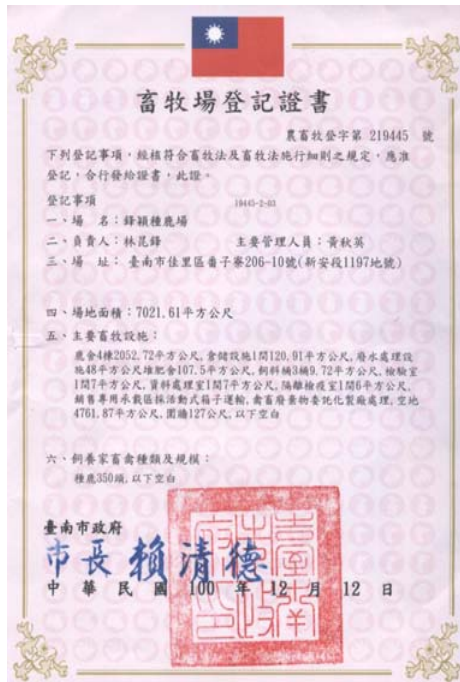 畜牧場登記證書
農畜牧登字第 219445 號
下列登記事項，經核符合畜牧法及畜牧法施行細則之規定，應准
登記，合行發給證書，此證。
登記事項 19445-2-03
一、場 名：鋒穎種鹿場
二、負責人：林昆鋒 主要管理人員：黃秋英
三、場 址： 臺南市佳里區番子寮206-10號(新安段1197地號)
四、場地面積：7021.61平方公尺
五、主要畜牧設施：
鹿舍4棟2052.72平方公尺,倉儲設施1間120.91平方公尺,廢水處理設
施48平方公尺堆肥舍107.5平方公尺,飼料桶3桶9.72平方公尺,檢驗室
1間7平方公尺,資料處理室1間7平方公尺,隔離檢疫室1間6平方公尺,
銷售專用承載區採活動式箱子運輸,禽畜廢棄物委託化製廠處理,空地
4761.87平方公尺,圍牆127公尺,以下空白
六、飼養家畜禽種類及規模：
種鹿350頭,以下空白
臺南市政府
市長 賴清德
中華民國 100 年 12 月 12 日
臺南市政府印